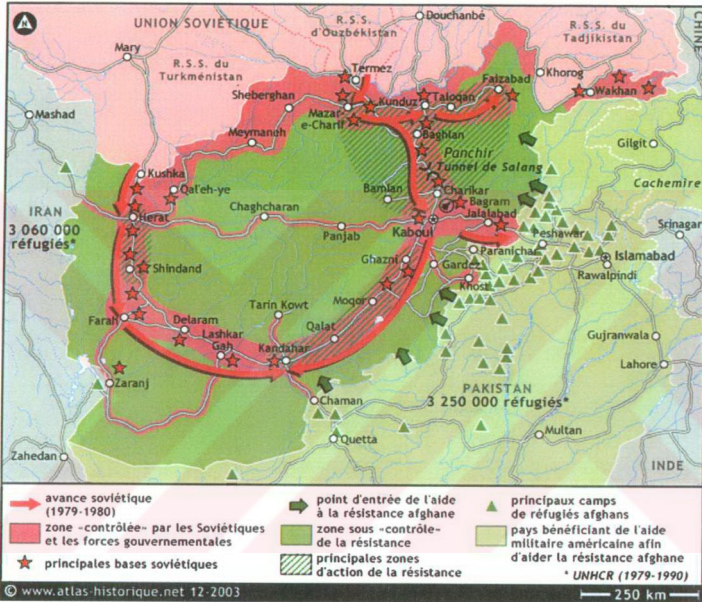 N
UNION SOVIÉTIQUE
R.S.S.
d'Ouzbékistan
Douchanbé
R.S.S. du
Tadjikistan
CHINE
Mary
R.S.S. du
Turkménistan
Termez
Faizabad
Khorog
Wakhan
Sheberghan
Mazar
e-Charif
Kunduz
Taloqan
Mashad
Meymaneh
Baghlan
Panchir
Tunnel de Salang
Gilgit
Kushka
Qal'eh-ye
Bamian
Charikar
Bagram
Cachemire
IRAN
3 060 000
réfugiés*
Herat
Chaghcharan
Panjab
Kaboul
Jalalabad
Peshawar
Srinagar
Islamabad
Rawalpindi
Shindand
Ghazni
Gardez
Paranichar
Khost
Tarin Kowt
Moqor
Farah
Delaram
Lashkar
Gah
Qalat
Kandahar
Gujranwala
Lahore
Zaranj
PAKISTAN
3 250 000 réfugiés*
Chaman
Quetta
Multan
Zahedan
INDE
avance soviétique
(1979-1980)
zone «contrôlée» par les Soviétiques
et les forces gouvernementales
principales bases soviétiques
point d'entrée de l'aide
à la résistance afghane
zone sous «contrôle»
de la résistance
principales zones
d'action de la résistance
principaux camps
de réfugiés afghans
pays bénéficiant de l'aide
militaire américaine afin
d'aider la résistance afghane
* UNHCR (1979-1990)
© www.atlas-historique.net 12-2003
250 km